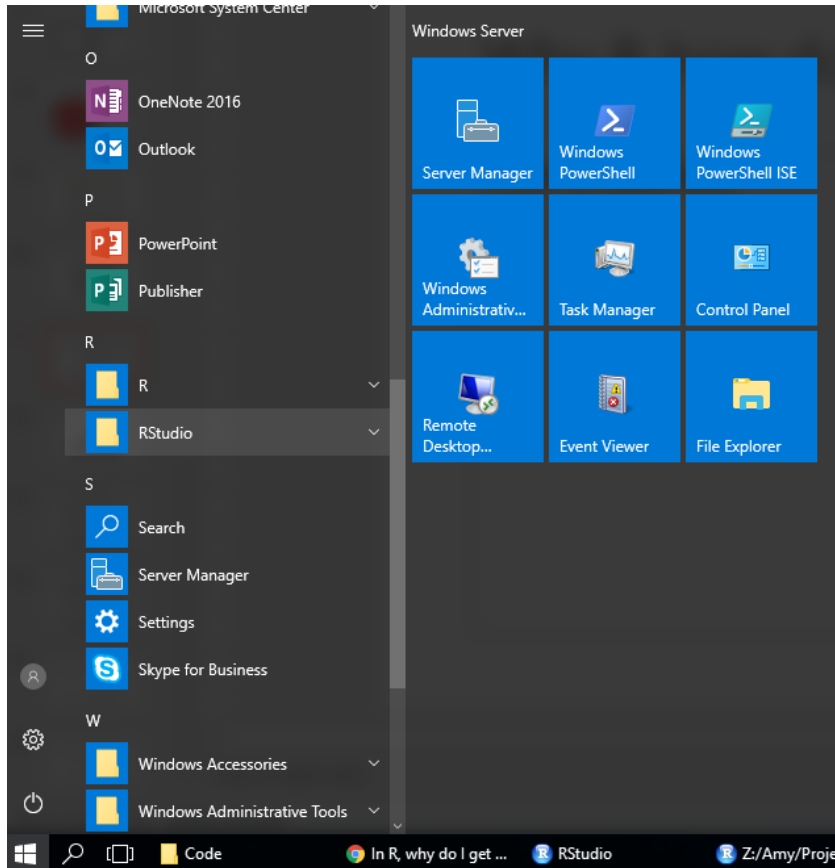 Microsoft System Center
O
OneNote 2016
Outlook
P
PowerPoint
Publisher
R
R
RStudio
S
Search
Server Manager
Settings
Skype for Business
W
Windows Accessories
Windows Administrative Tools
Windows Server
Server Manager
Windows
PowerShell
Windows
PowerShell ISE
Windows
Administrativ...
Task Manager
Control Panel
Remote
Desktop...
Event Viewer
File Explorer
Code
In R, why do I get ...
RStudio
Z:/Amy/Proje